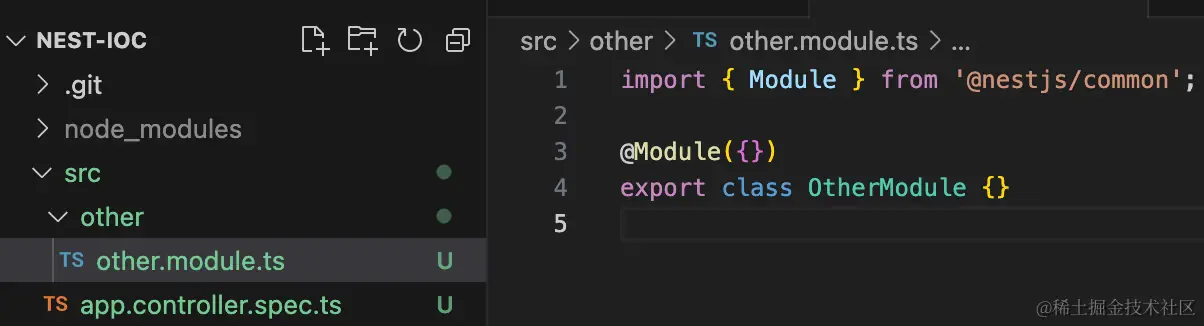 NEST-IOC
.git
node_modules
src
other
TS other.module.ts U
TS app.controller.spec.ts U
src > other > TS other.module.ts > ...
1 import { Module } from '@nestjs/common';
2
3 @Module({})
4 export class OtherModule {}
5
@稀土掘金技术社区